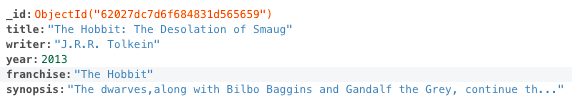 _id: ObjectId("62027dc7d6f684831d565659")
title: "The Hobbit: The Desolation of Smaug"
writer: "J.R.R. Tolkein"
year: 2013
franchise: "The Hobbit"
synopsis: "The dwarves,along with Bilbo Baggins and Gandalf the Grey, continue th..."